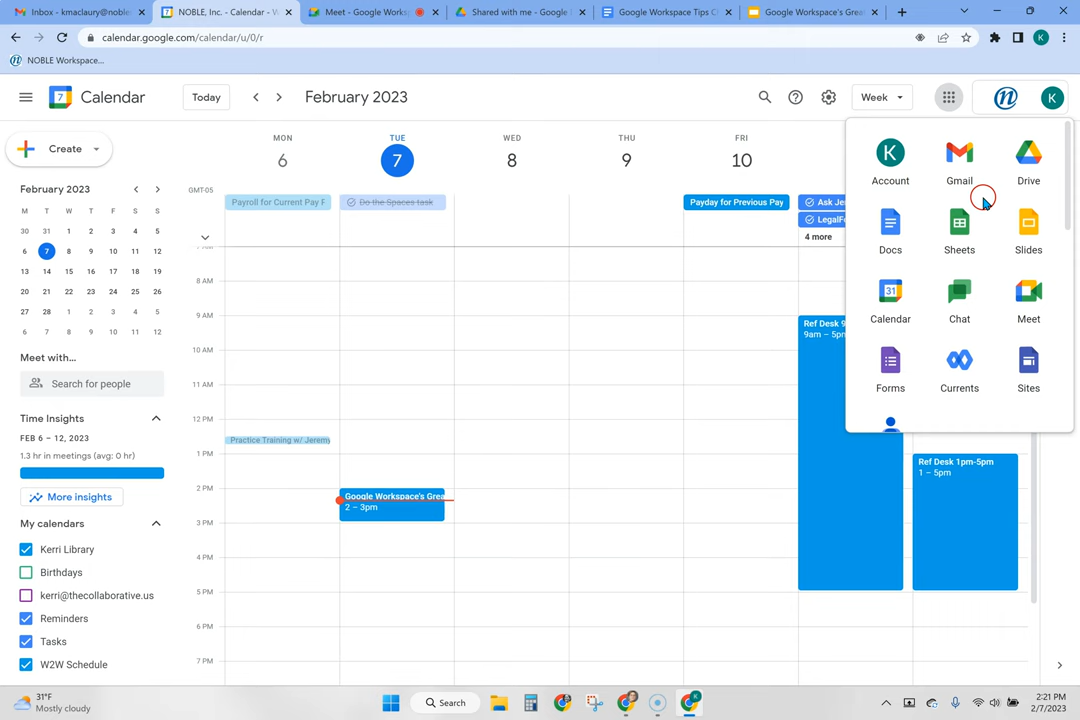 Inbox - kmaclaury@noble
NOBLE, Inc. - Calendar - W
Meet - Google Worksp
Shared with me - Google
Google Workspace Tips C
Google Workspace's Grea
calendar.google.com/calendar/u/0/r
K
NOBLE Workspace...
7
Calendar
Today
February 2023
Week
n
K
Create
MON
6
TUE
7
WED
8
THU
9
FRI
10
February 2023
M T W T F S S
30 31 1 2 3 4 5
6 7 8 9 10 11 12
13 14 15 16 17 18 19
20 21 22 23 24 25 26
27 28 1 2 3 4 5
6 7 8 9 10 11 12
Meet with...
Search for people
Time Insights
FEB 6 – 12, 2023
1.3 hr in meetings (avg: 0 hr)
More insights
My calendars
Kerri Library
Birthdays
kerri@thecollaborative.us
Reminders
Tasks
W2W Schedule
GMT-05
Payroll for Current Pay P
Do the Spaces task
Payday for Previous Pay
Ask Je
LegalF
4 more
8 AM
9 AM
10 AM
11 AM
12 PM
1 PM
2 PM
3 PM
4 PM
5 PM
6 PM
7 PM
Practice Training w/ Jeremy
Google Workspace's Grea
2 – 3pm
Ref Desk 9
9am – 5pm
Ref Desk 1pm-5pm
1 – 5pm
K
Account
Gmail
Drive
Docs
Sheets
Slides
31
Calendar
Chat
Meet
Forms
Currents
Sites
31°F
Mostly cloudy
Search
K
2:21 PM
2/7/2023